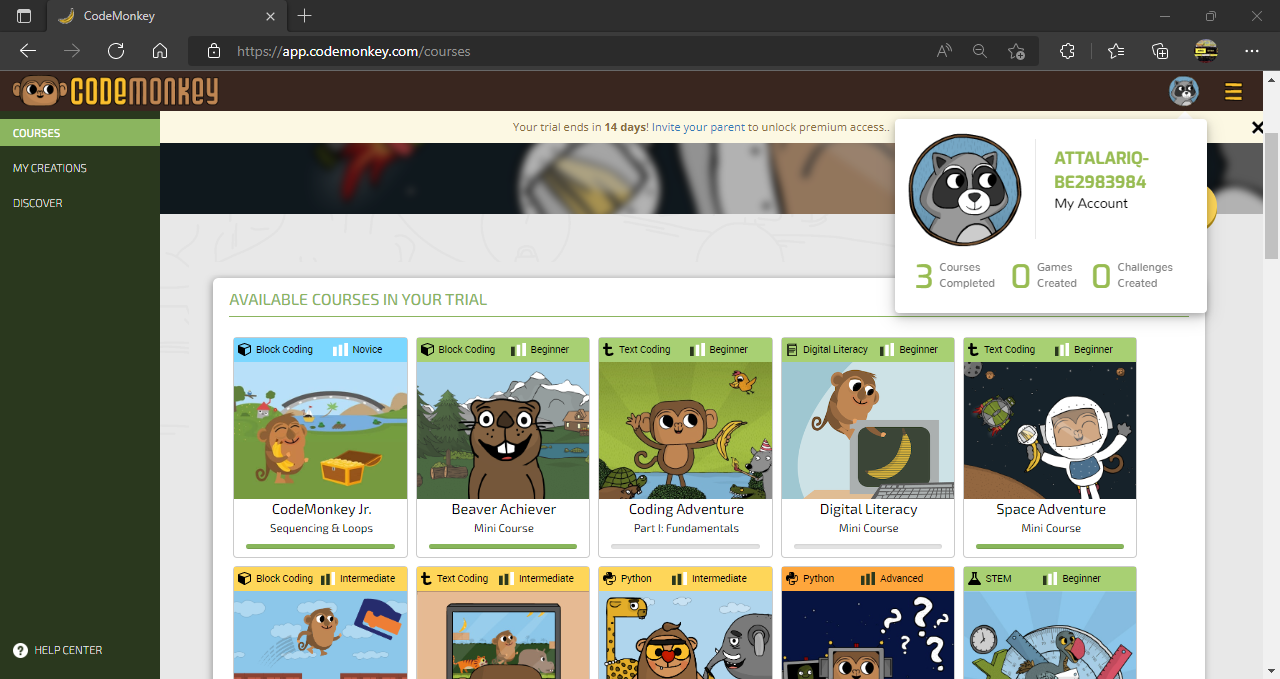 CodeMonkey
https://app.codemonkey.com/courses
CODEMONKEY
COURSES
MY CREATIONS
DISCOVER
HELP CENTER
Your trial ends in 14 days! Invite your parent to unlock premium access..
ATTALARIQ-
BE2983984
My Account
3 Courses Completed
0 Games Created
0 Challenges Created
AVAILABLE COURSES IN YOUR TRIAL
Block Coding Novice
CodeMonkey Jr.
Sequencing & Loops
Block Coding Beginner
Beaver Achiever
Mini Course
Text Coding Beginner
Coding Adventure
Part I: Fundamentals
Digital Literacy Beginner
Digital Literacy
Mini Course
Text Coding Beginner
Space Adventure
Mini Course
Block Coding Intermediate
Text Coding Intermediate
Python Intermediate
Python Advanced
STEM Beginner